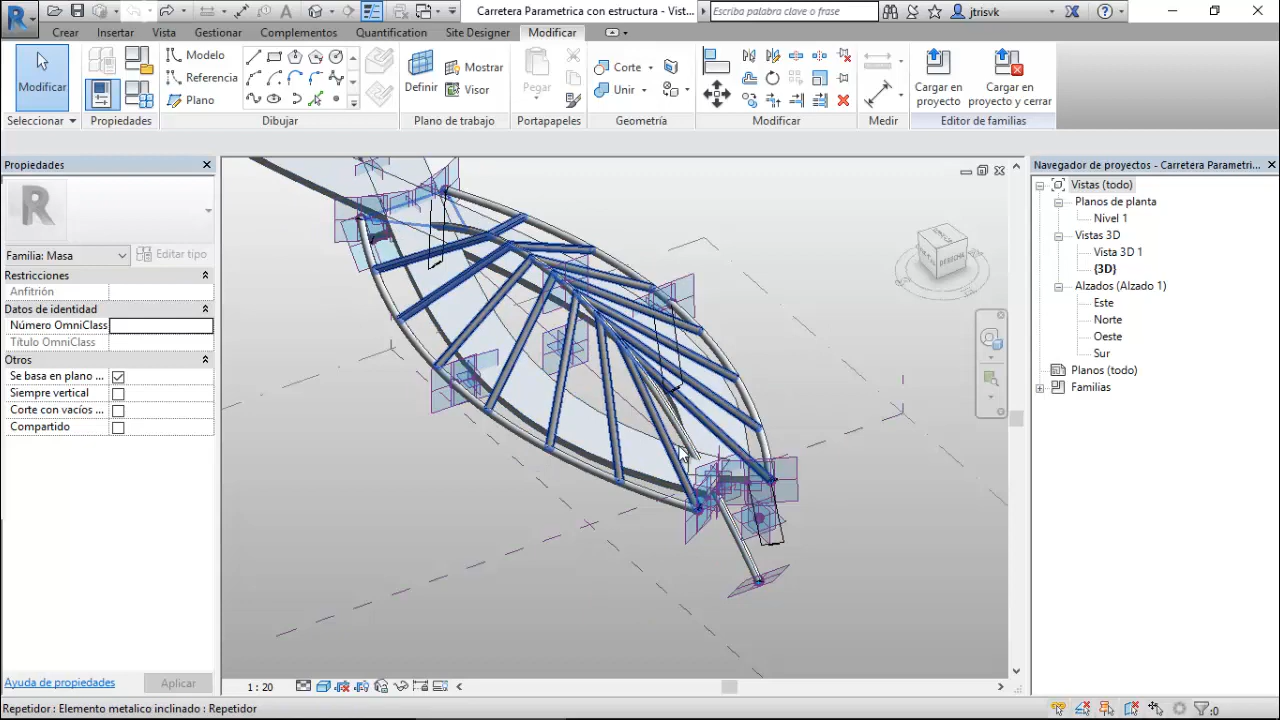 Carretera Parametrica con estructura - Vist...
Escriba palabra clave o frase
jtrisvk
Crear
Insertar
Vista
Gestionar
Complementos
Quantification
Site Designer
Modificar
Modificar
Modelo
Referencia
Plano
Definir
Mostrar
Visor
Pegar
Corte
Unir
Cargar en proyecto
Cargar en proyecto y cerrar
Seleccionar
Propiedades
Dibujar
Plano de trabajo
Portapapeles
Geometría
Modificar
Medir
Editor de familias
Propiedades
Familia: Masa
Editar tipo
Restricciones
Anfitrión
Datos de identidad
Número OmniClass
Título OmniClass
Otros
Se basa en plano ...
Siempre vertical
Corte con vacíos ...
Compartido
Ayuda de propiedades
Aplicar
DERECHA
1 : 20
Navegador de proyectos - Carretera Parametri...
Vistas (todo)
Planos de planta
Nivel 1
Vistas 3D
Vista 3D 1
{3D}
Alzados (Alzado 1)
Este
Norte
Oeste
Sur
Planos (todo)
Familias
Repetidor : Elemento metalico inclinado : Repetidor
:0